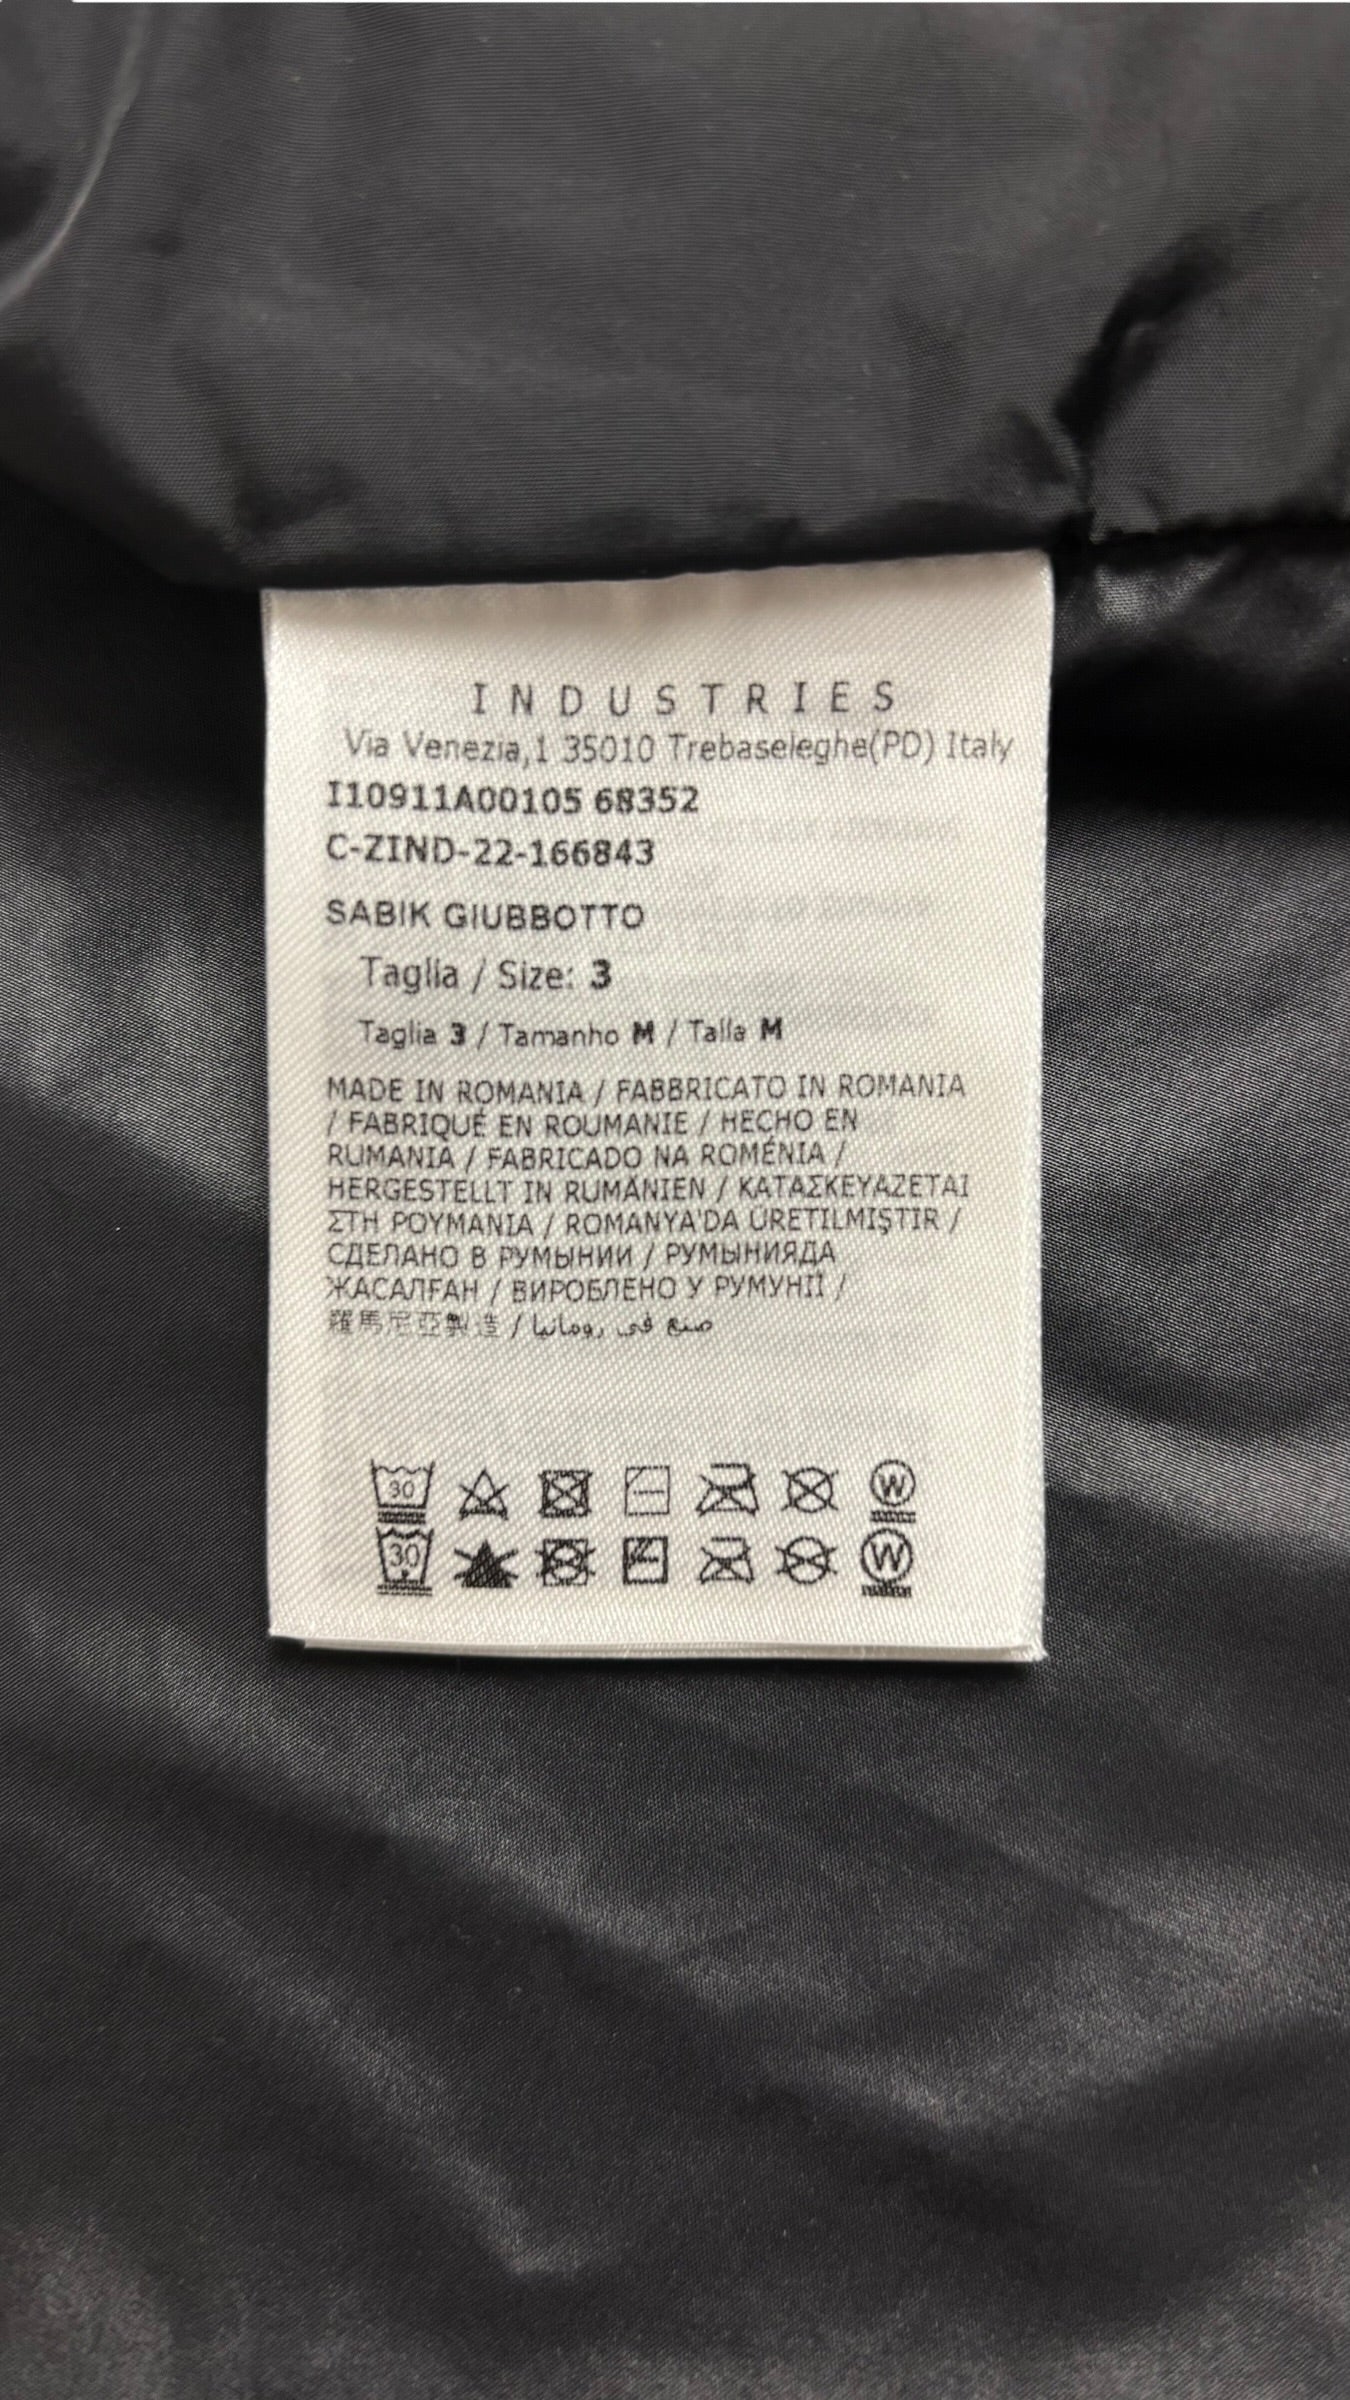 INDUSTRIES
Via Venezia,1 35010 Trebaseleghe(PD) Italy
I10911A00105 68352
C-ZIND-22-166843
SABIK GIUBBOTTO
Taglia / Size: 3
Taglia 3 / Tamanho M / Talla M
MADE IN ROMANIA / FABBRICATO IN ROMANIA
/ FABRIQUÉ EN ROUMANIE / HECHO EN
RUMANIA / FABRICADO NA ROMÉNIA /
HERGESTELLT IN RUMÄNIEN / ΚΑΤΑΣΚΕΥΑΖΕΤΑΙ
ΣΤΗ ΡΟΥΜΑΝΙΑ / ROMANYA'DA ÜRETILMIŞTIR /
СДЕЛАНО В РУМЫНИИ / РУМЫНИЯДА
ЖАСАЛҒАН / ВИРОБЛЕНО У РУМУНІЇ /
羅馬尼亞製造 / صنع في رومانيا
30 W
30 W